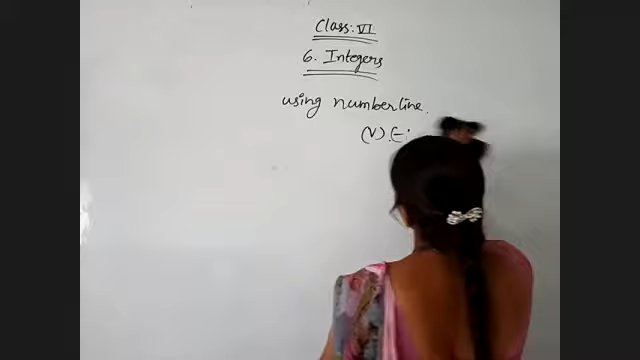 Class: VI
6. Integers
using numberline.
(V).